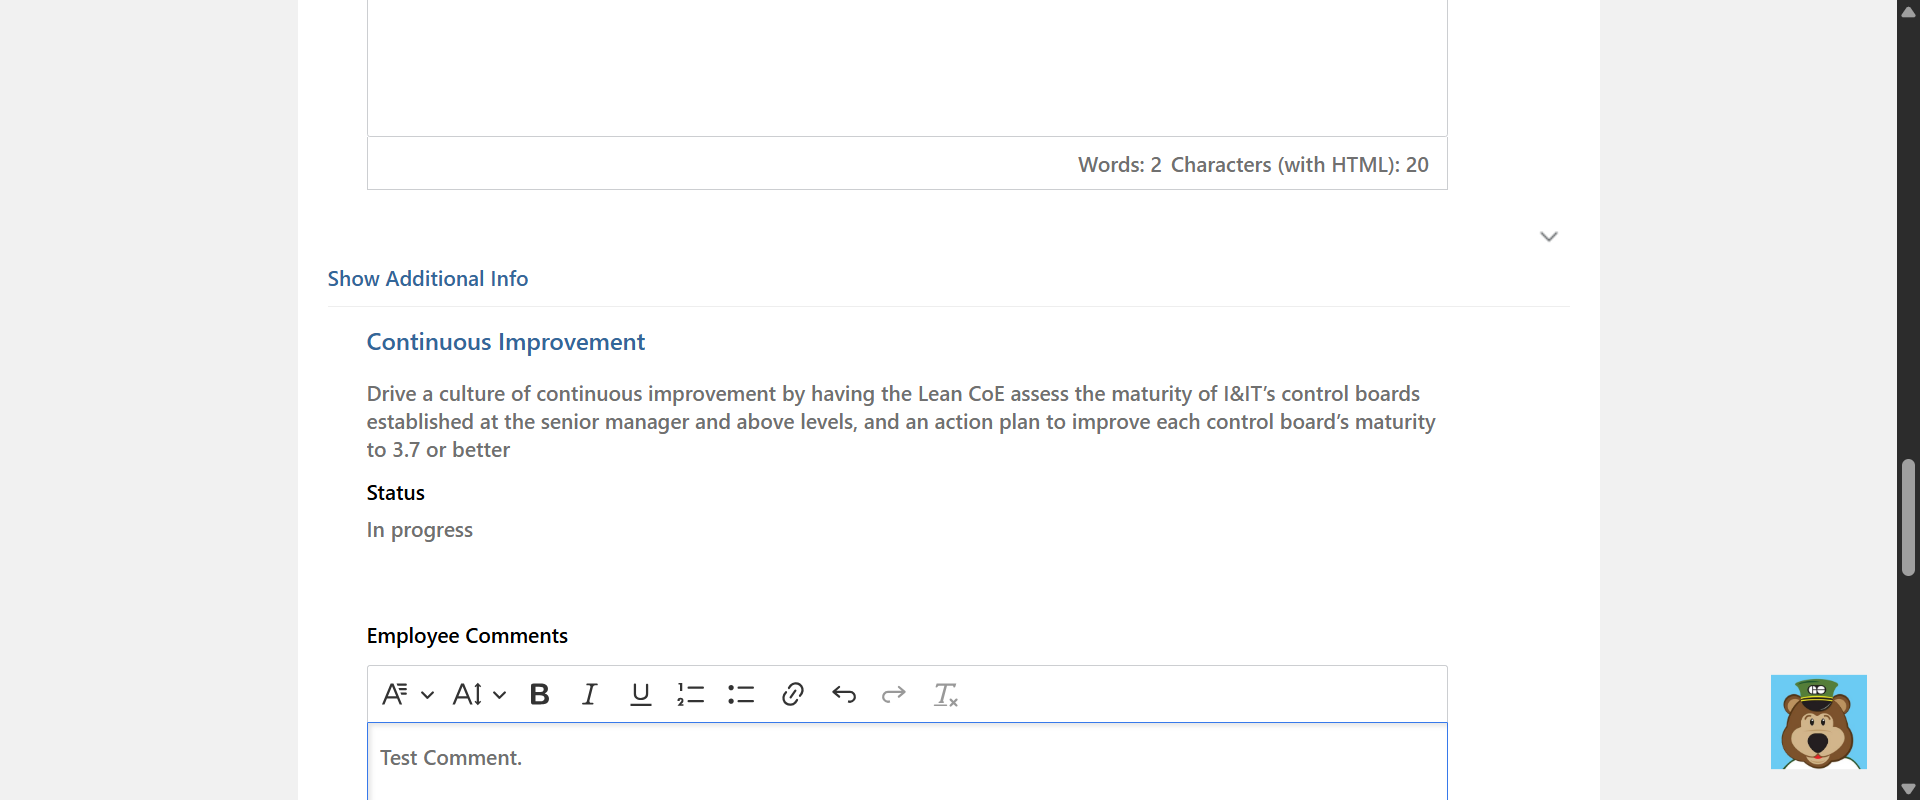 Words: 2 Characters (with HTML): 20
Show Additional Info
Continuous Improvement
Drive a culture of continuous improvement by having the Lean CoE assess the maturity of I&IT’s control boards
established at the senior manager and above levels, and an action plan to improve each control board’s maturity
to 3.7 or better
Status
In progress
Employee Comments
Test Comment.